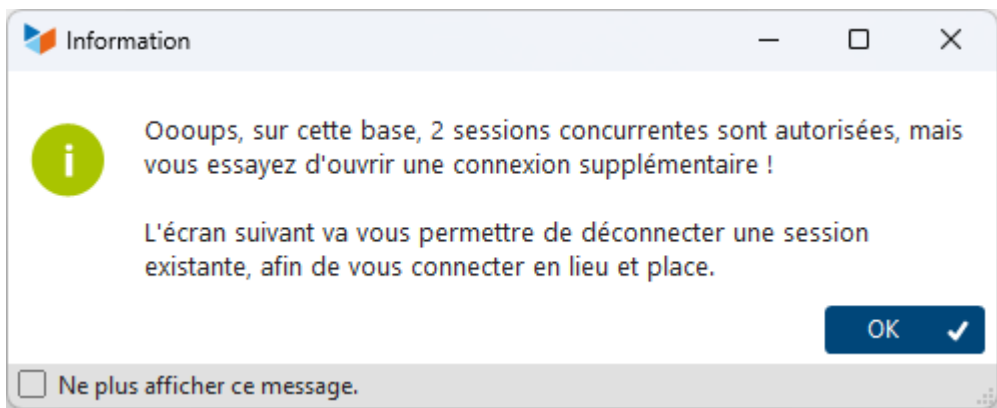 Information
Oooups, sur cette base, 2 sessions concurrentes sont autorisées, mais
vous essayez d'ouvrir une connexion supplémentaire !
L'écran suivant va vous permettre de déconnecter une session
existante, afin de vous connecter en lieu et place.
OK
Ne plus afficher ce message.